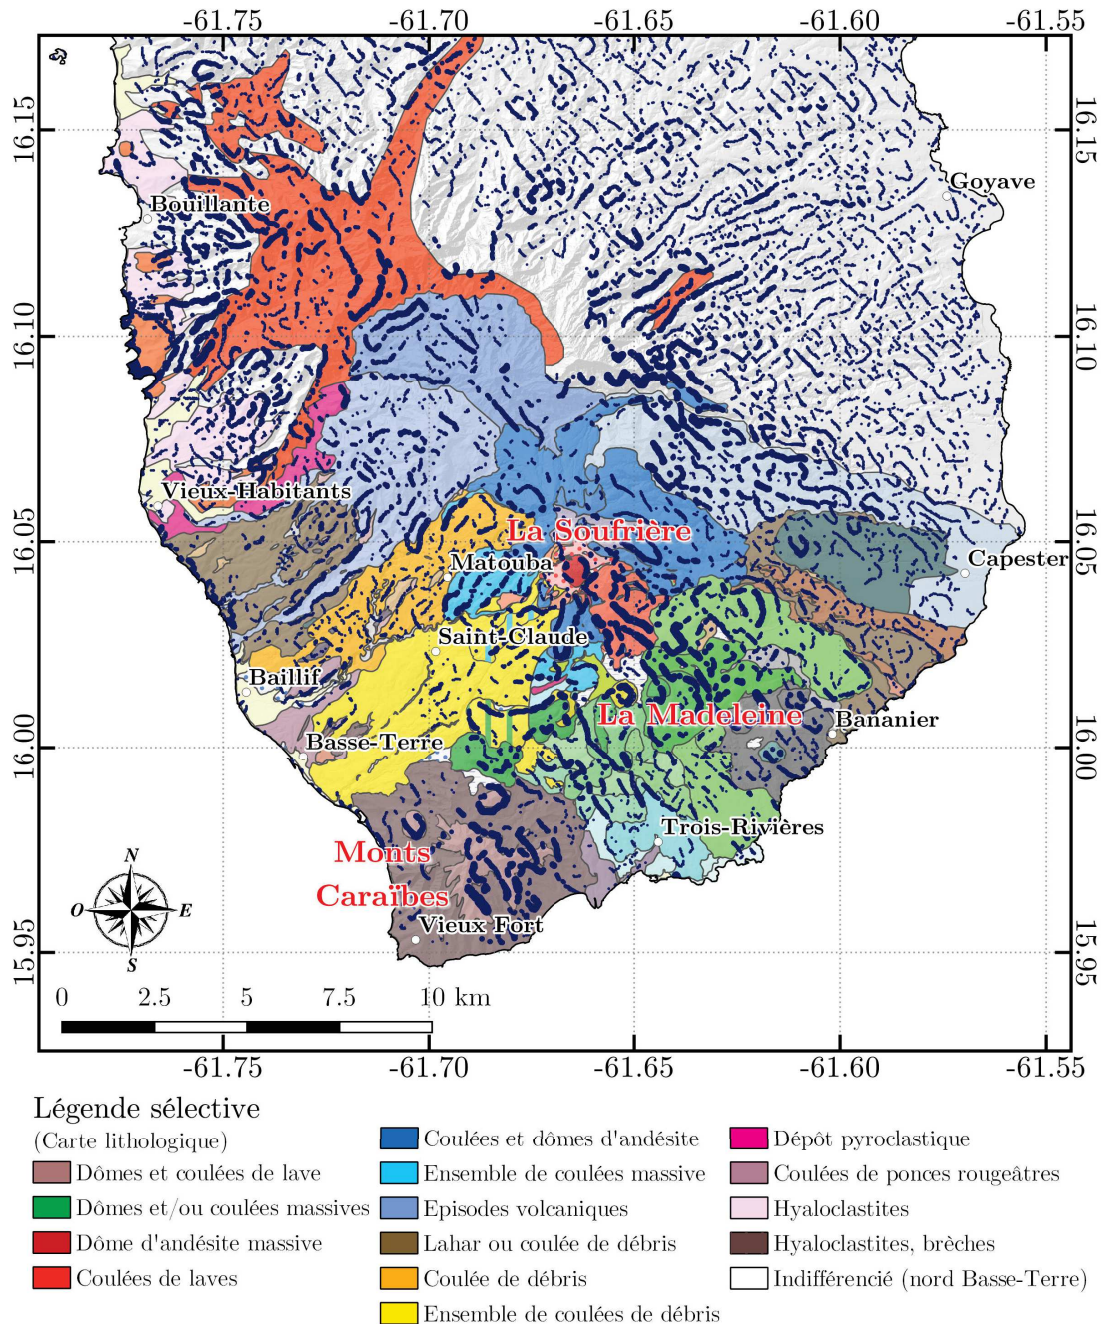 -61.75 -61.70 -61.65 -61.60 -61.55
16.15 16.15
Goyave
Bouillante
16.10 16.10
Vieux-Habitants
La Soufrière
16.05 16.05
Matouba
Capester
Saint-Claude
Baillif
La Madeleine
Bananier
Basse-Terre
16.00 16.00
Trois-Rivières
Monts
Caraïbes
N
O E
S
Vieux Fort
15.95 15.95
0 2.5 5 7.5 10 km
-61.75 -61.70 -61.65 -61.60 -61.55
Légende sélective
(Carte lithologique)
Dômes et coulées de lave
Dômes et/ou coulées massives
Dôme d'andésite massive
Coulées de laves
Coulées et dômes d'andésite
Ensemble de coulées massive
Episodes volcaniques
Lahar ou coulée de débris
Coulée de débris
Ensemble de coulées de débris
Dépôt pyroclastique
Coulées de ponces rougeâtres
Hyaloclastites
Hyaloclastites, brèches
Indifférencié (nord Basse-Terre)